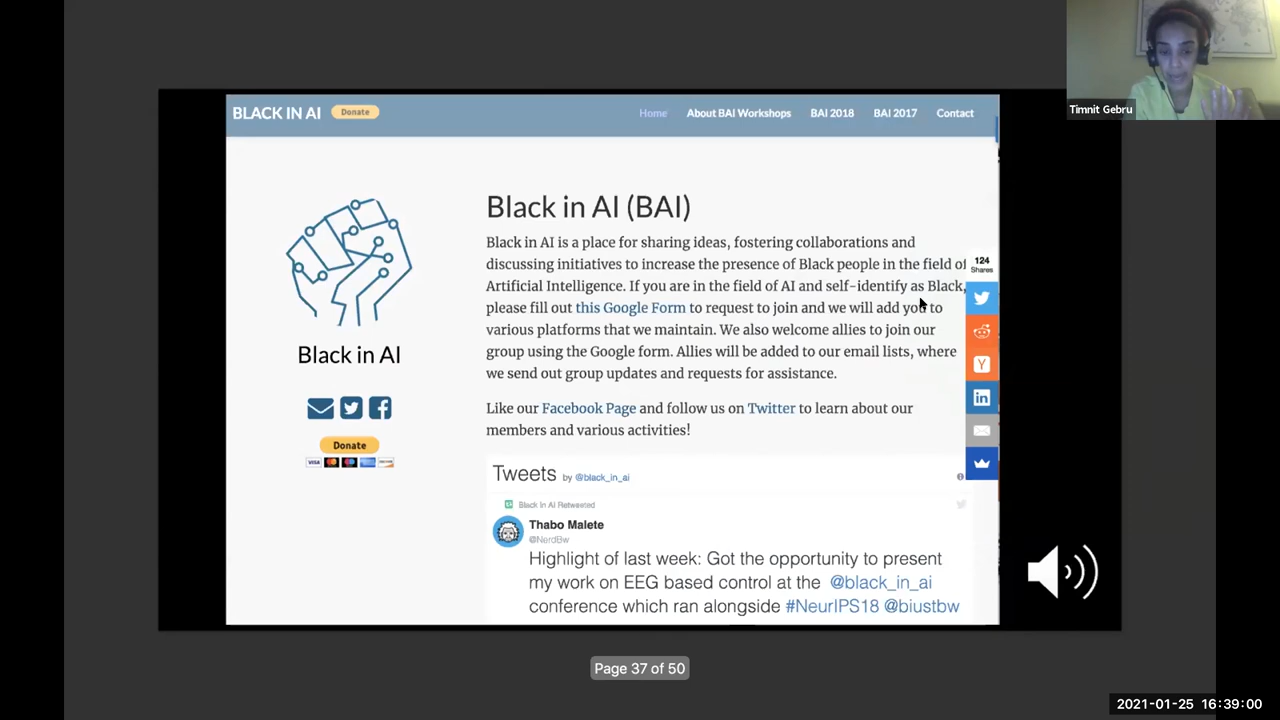 BLACK IN AI
Donate
Home
About BAI Workshops
BAI 2018
BAI 2017
Contact
Timnit Gebru
Black in AI (BAI)
Black in AI is a place for sharing ideas, fostering collaborations and
discussing initiatives to increase the presence of Black people in the field of
Artificial Intelligence. If you are in the field of AI and self-identify as Black,
please fill out this Google Form to request to join and we will add you to
various platforms that we maintain. We also welcome allies to join our
group using the Google form. Allies will be added to our email lists, where
we send out group updates and requests for assistance.
Like our Facebook Page and follow us on Twitter to learn about our
members and various activities!
Black in AI
Donate
VISA
124
Shares
Y
in
Tweets by @black_in_ai
Black In AI Retweeted
Thabo Malete
@NerdBw
Highlight of last week: Got the opportunity to present
my work on EEG based control at the @black_in_ai
conference which ran alongside #NeurIPS18 @biustbw
Page 37 of 50
2021-01-25 16:39:00